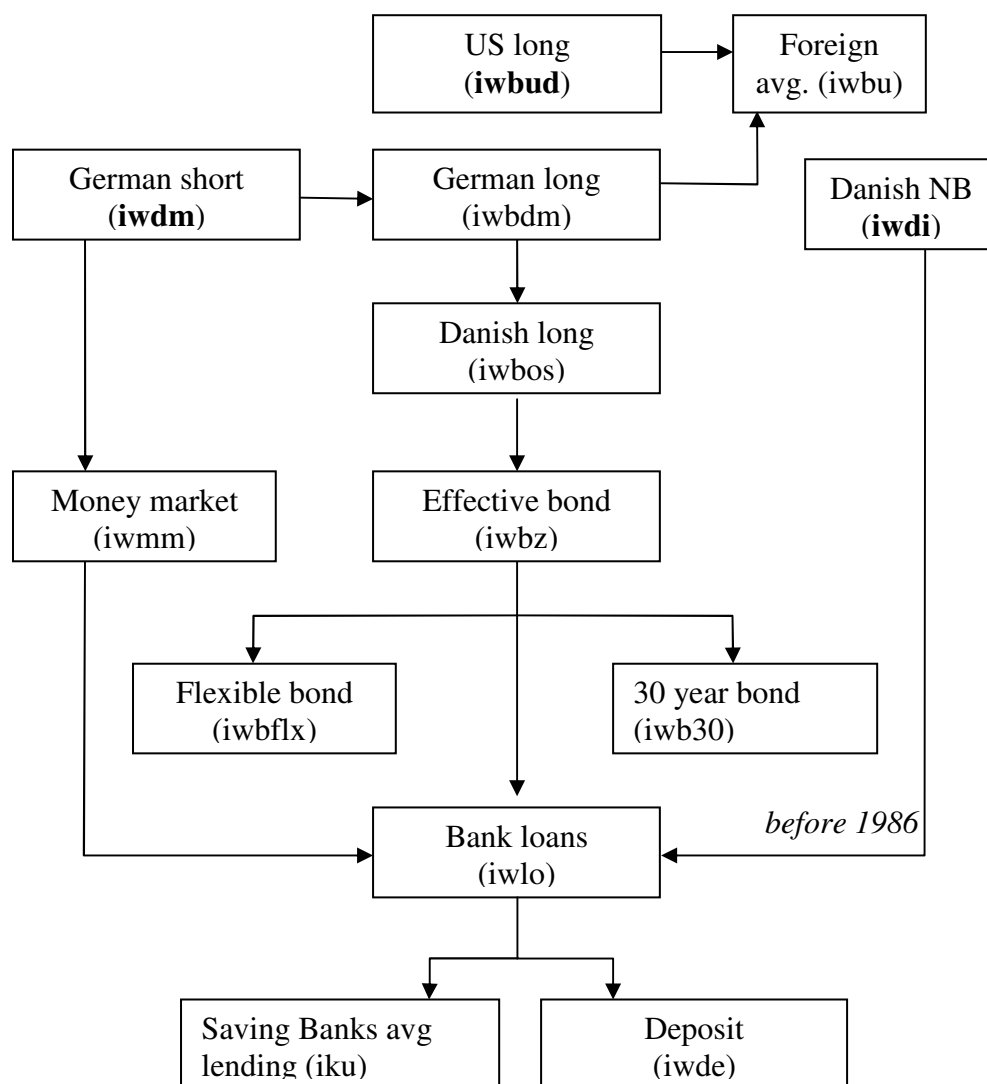 US long
(iwbud)
Foreign
avg. (iwbu)
German short
(iwdm)
German long
(iwbdm)
Danish NB
(iwdi)
Danish long
(iwbos)
Money market
(iwmm)
Effective bond
(iwbz)
Flexible bond
(iwbflx)
30 year bond
(iwb30)
before 1986
Bank loans
(iwlo)
Saving Banks avg
lending (iku)
Deposit
(iwde)